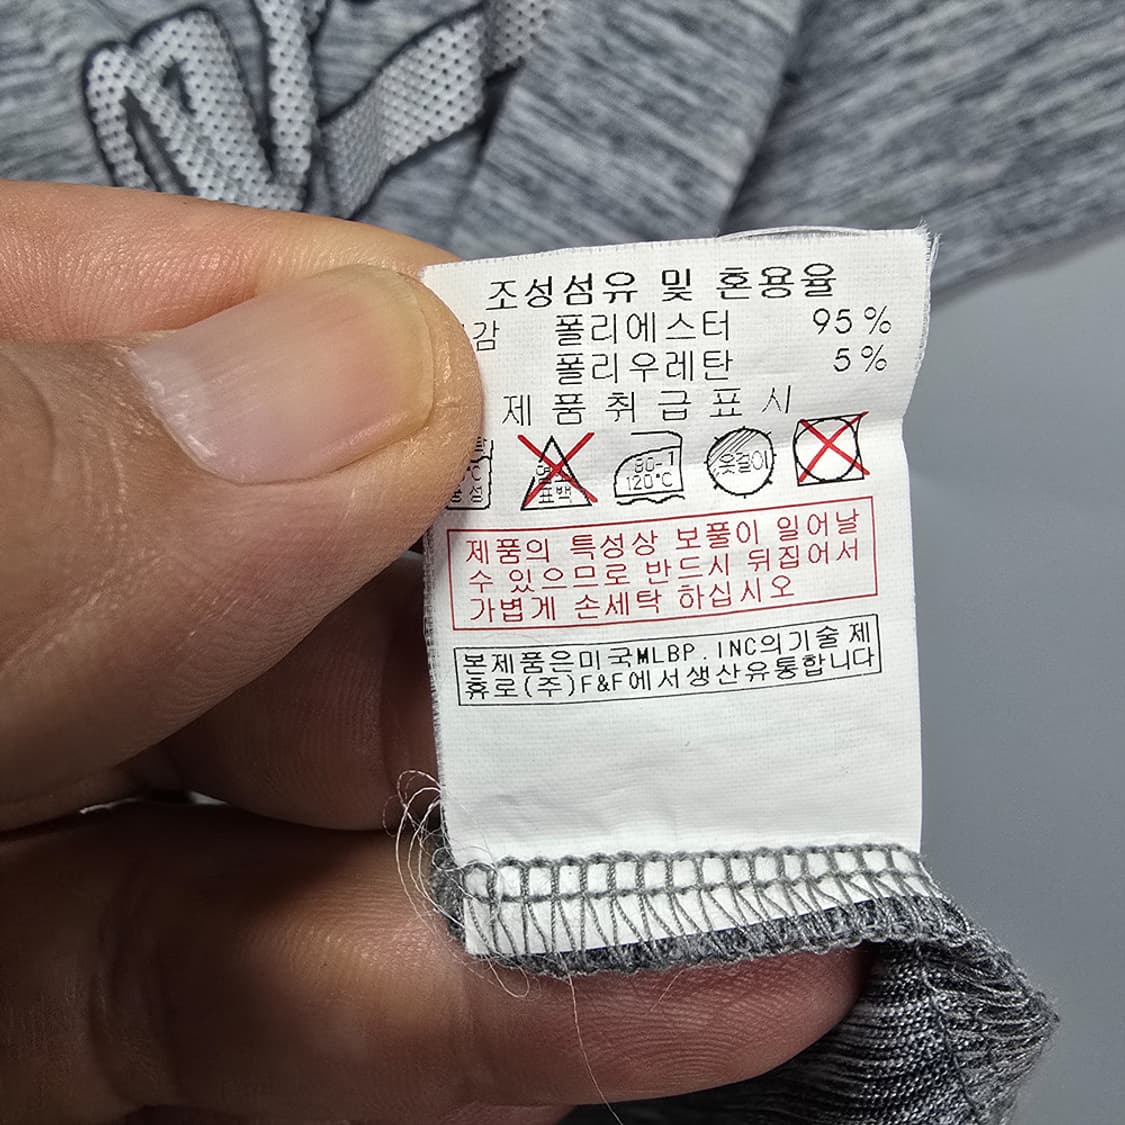 조성섬유 및 혼용율
감 폴리에스터 95%
폴리우레탄 5%
제품취급표시
표백
80-1
120°C
옷걸이
제품의 특성상 보풀이 일어날
수 있으므로 반드시 뒤집어서
가볍게 손세탁 하십시오
본제품은미국MLBP.INC의기술제
휴로(주)F&F에서생산유통합니다